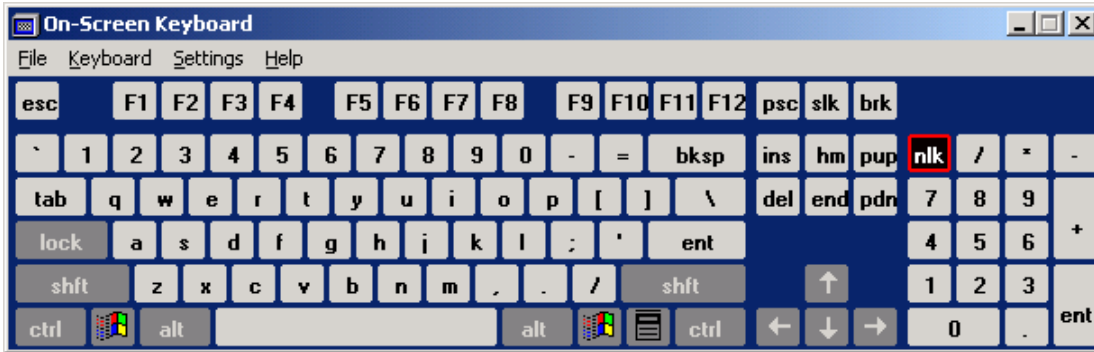 On-Screen Keyboard
File Keyboard Settings Help
esc F1 F2 F3 F4 F5 F6 F7 F8 F9 F10 F11 F12 psc slk brk
` 1 2 3 4 5 6 7 8 9 0 - = bksp ins hm pup nlk / * -
tab q w e r t y u i o p [ ] \ del end pdn 7 8 9
lock a s d f g h j k l ; ' ent 4 5 6 +
shft z x c v b n m , . / shft ↑ 1 2 3
ctrl alt alt ctrl ← ↓ → 0 . ent